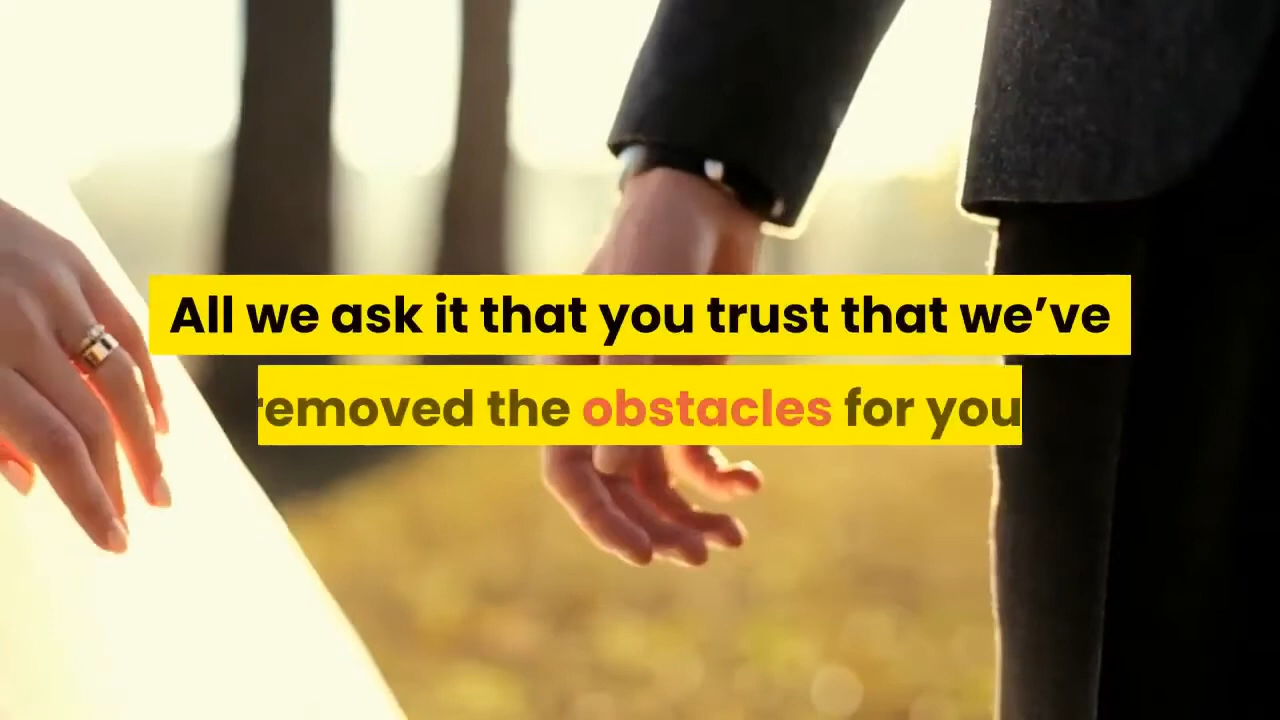 All we ask it that you trust that we’ve
removed the obstacles for you